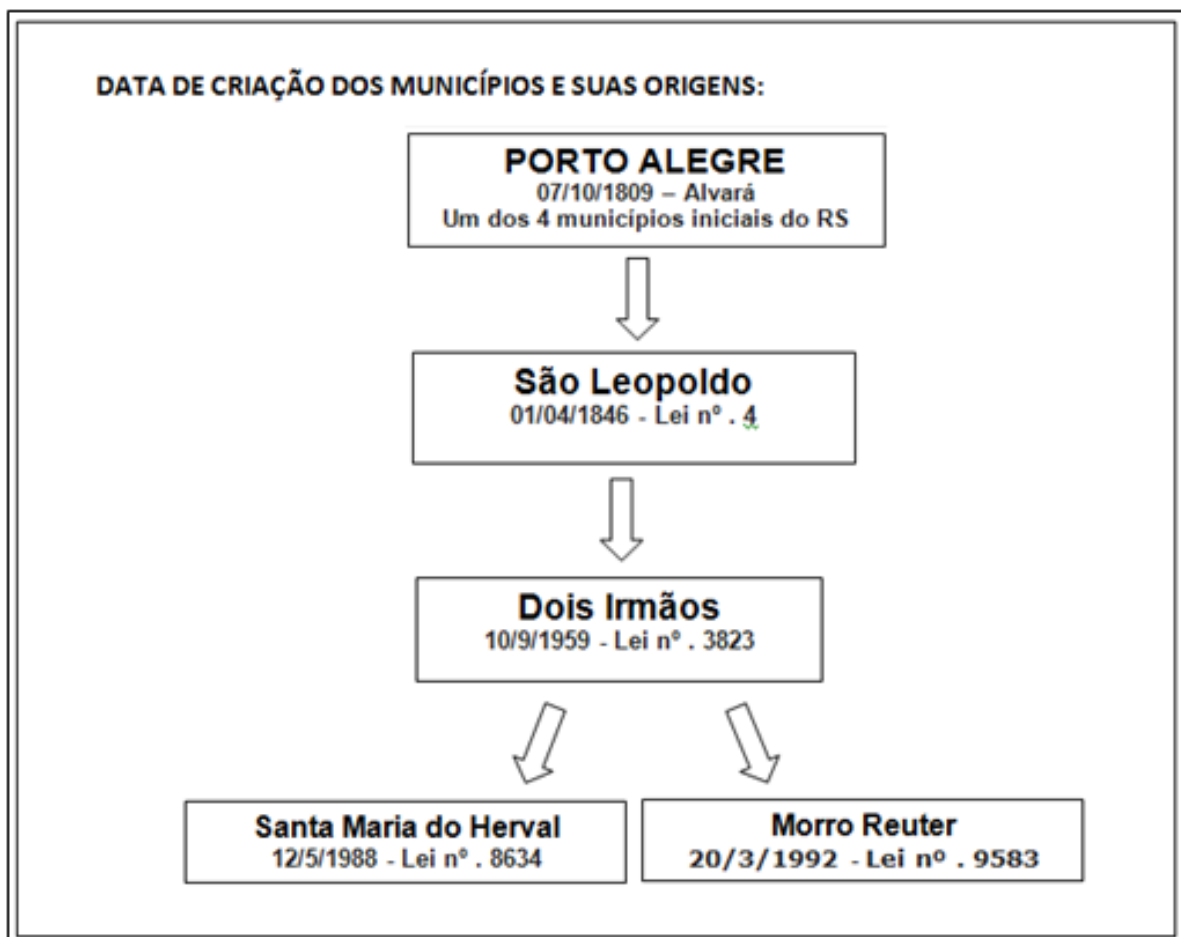 DATA DE CRIAÇÃO DOS MUNICÍPIOS E SUAS ORIGENS:
PORTO ALEGRE
07/10/1809 – Alvará
Um dos 4 municípios iniciais do RS
São Leopoldo
01/04/1846 - Lei nº . 4
Dois Irmãos
10/9/1959 - Lei nº . 3823
Santa Maria do Herval
12/5/1988 - Lei nº . 8634
Morro Reuter
20/3/1992 - Lei nº . 9583